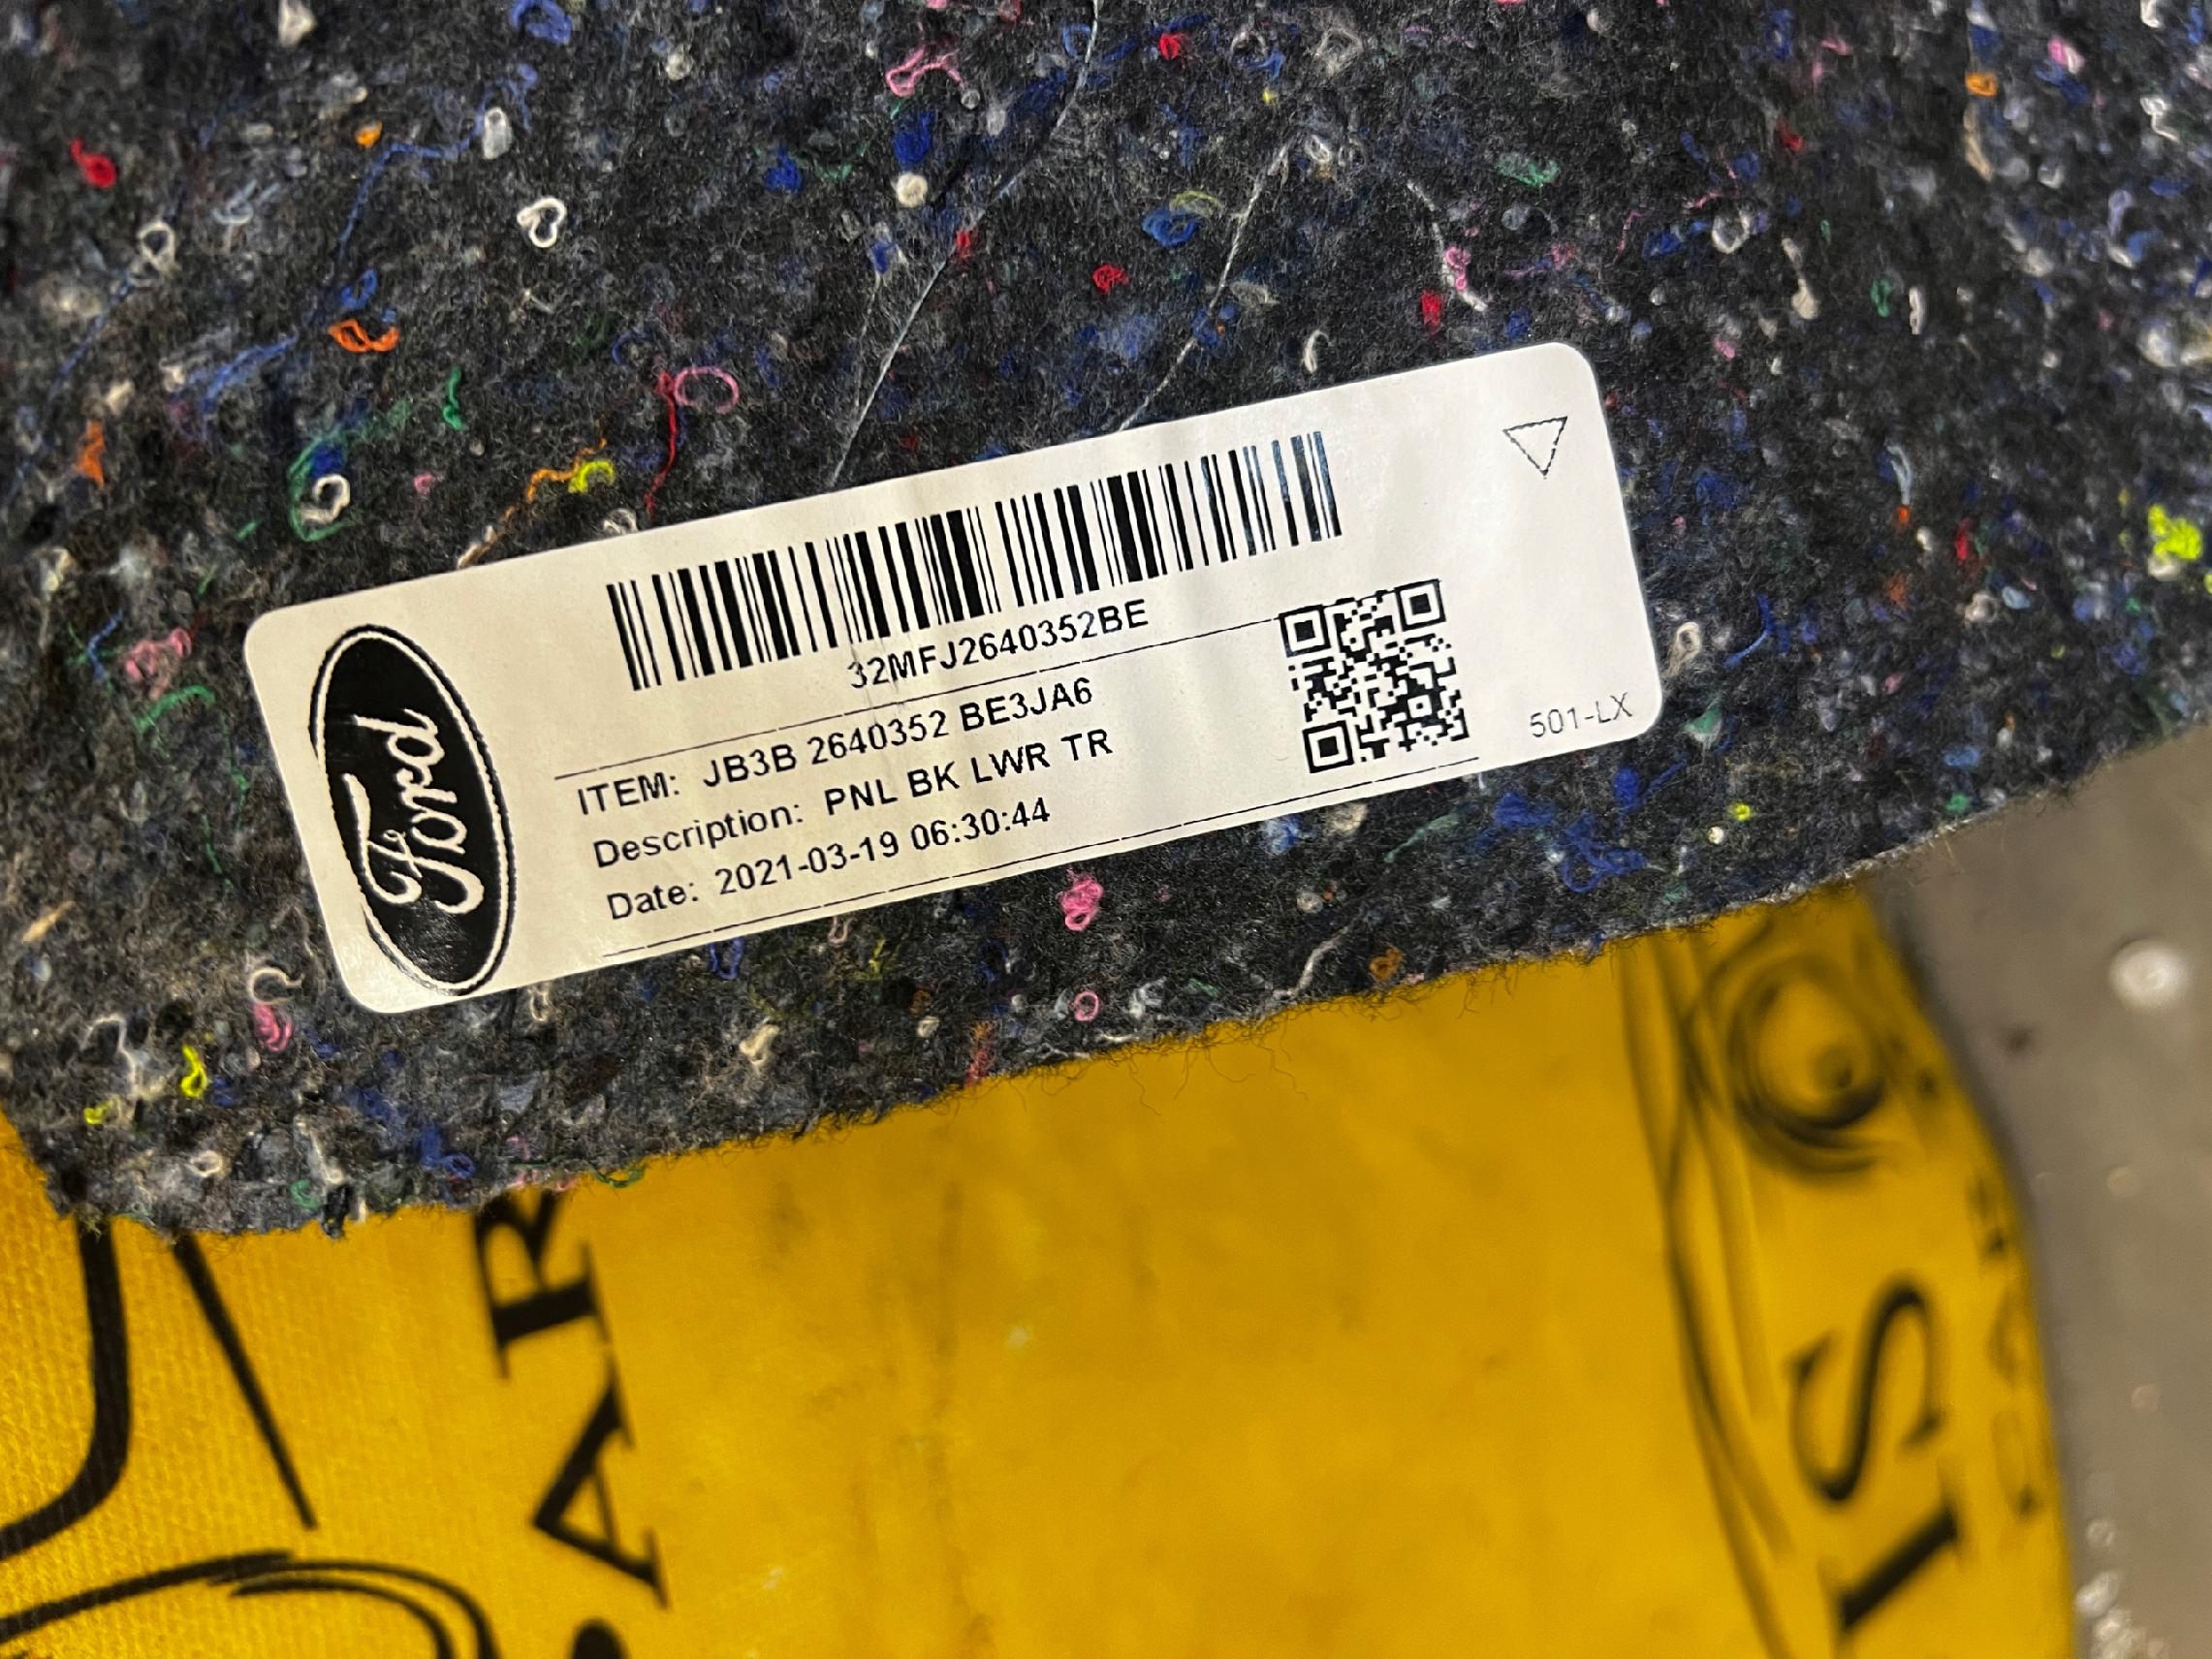 Ford
32MFJ2640352BE
ITEM: JB3B 2640352 BE3JA6
Description: PNL BK LWR TR
Date: 2021-03-19 06:30:44
501-LX